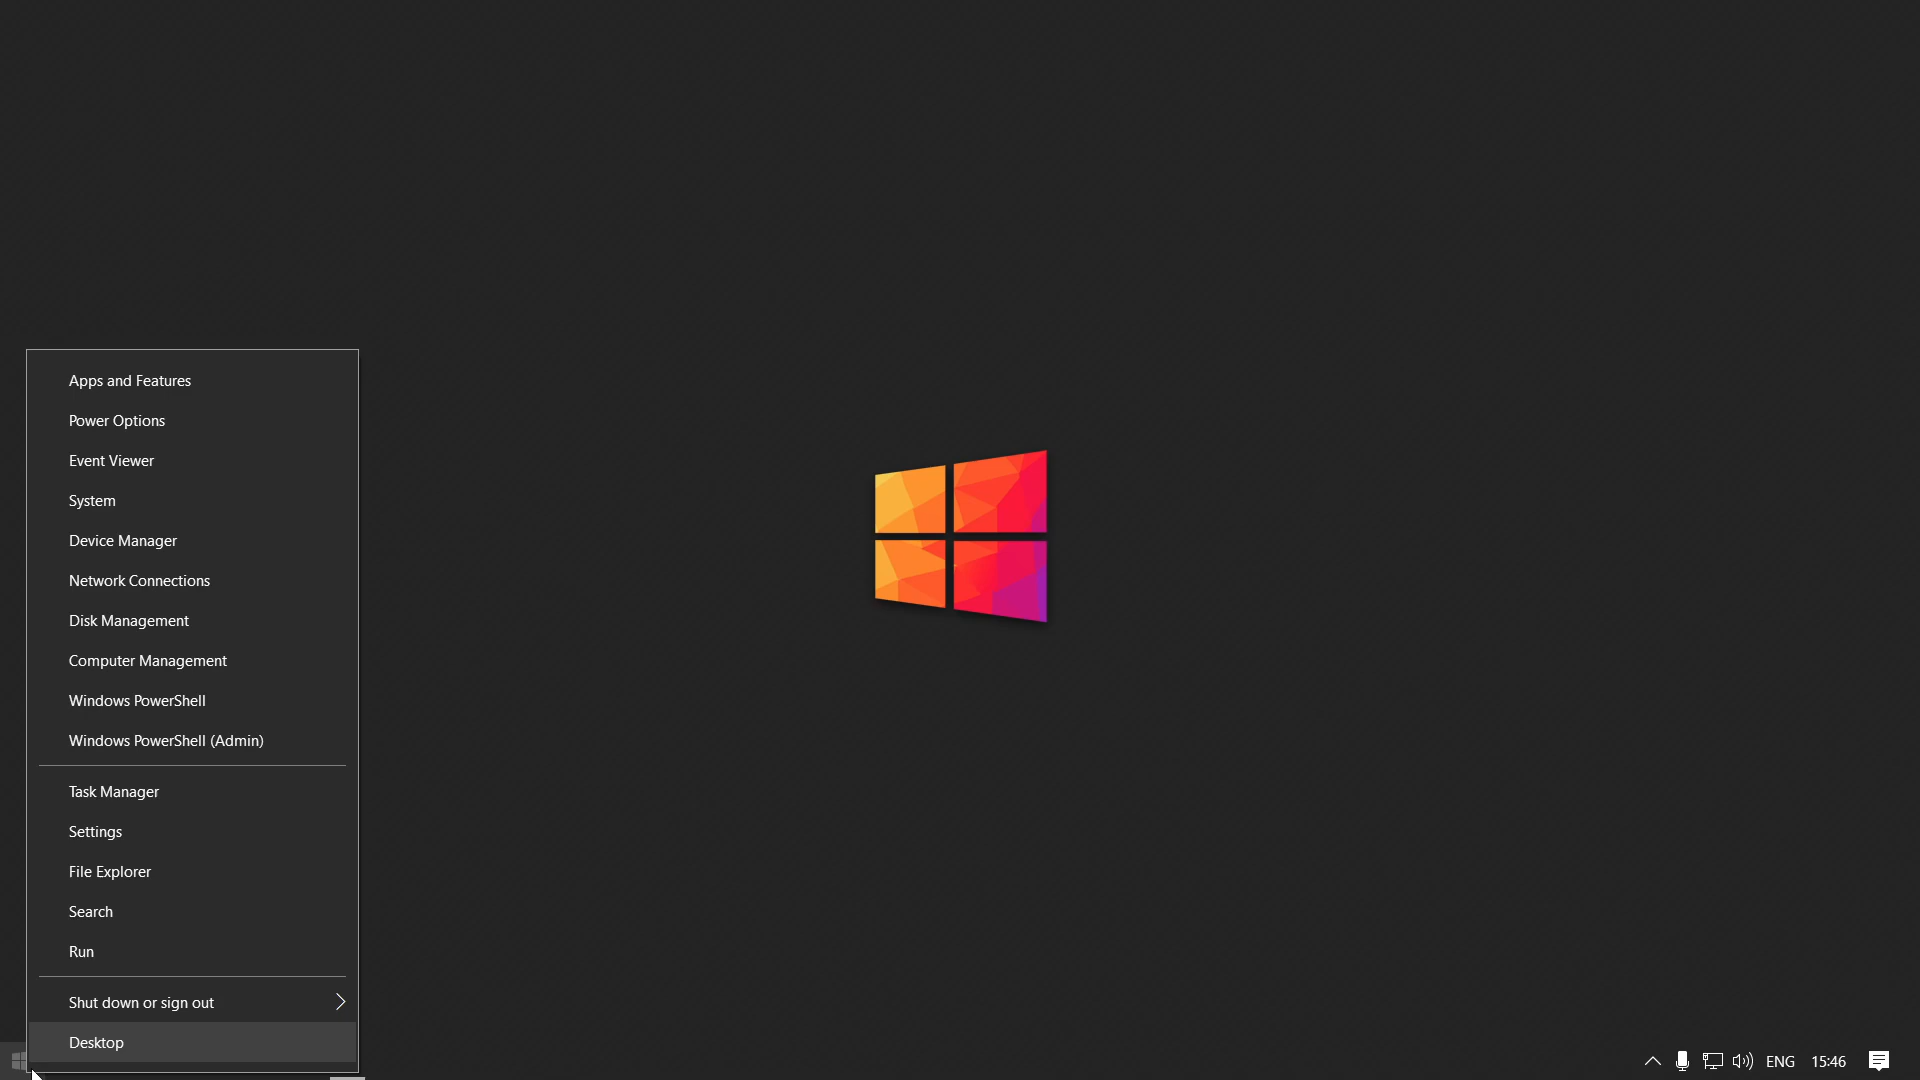 Apps and Features
Power Options
Event Viewer
System
Device Manager
Network Connections
Disk Management
Computer Management
Windows PowerShell
Windows PowerShell (Admin)
Task Manager
Settings
File Explorer
Search
Run
Shut down or sign out
Desktop
ENG 15:46